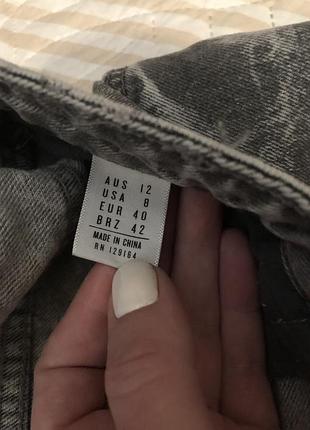 AUS 12
USA 8
EUR 40
BRZ 42
MADE IN CHINA
RN 129164